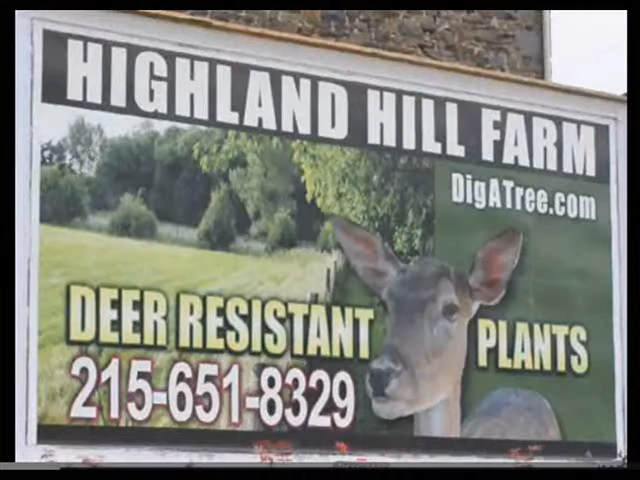 HIGHLAND HILL FARM
DigATree.com
DEER RESISTANT PLANTS
215-651-8329